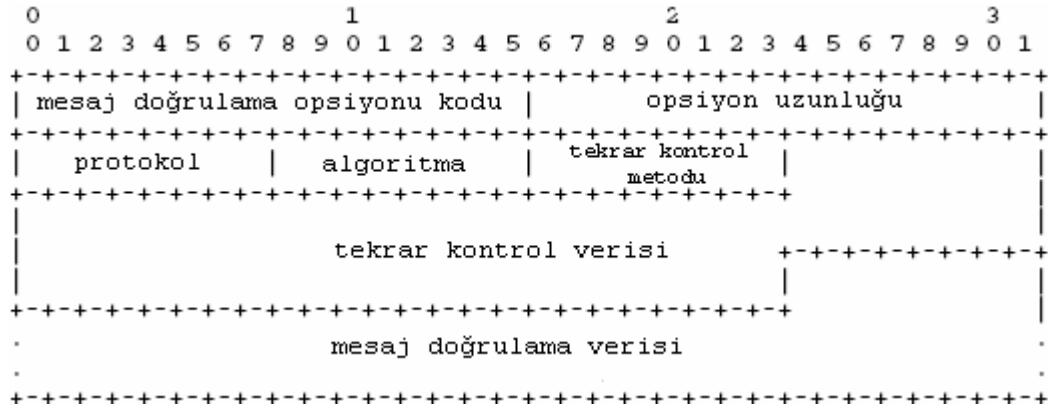 0 1 2 3
0 1 2 3 4 5 6 7 8 9 0 1 2 3 4 5 6 7 8 9 0 1 2 3 4 5 6 7 8 9 0 1
+-+-+-+-+-+-+-+-+-+-+-+-+-+-+-+-+-+-+-+-+-+-+-+-+-+-+-+-+-+-+-+-+
| mesaj doğrulama opsiyonu kodu | opsiyon uzunluğu |
+-+-+-+-+-+-+-+-+-+-+-+-+-+-+-+-+-+-+-+-+-+-+-+-+-+-+-+-+-+-+-+-+
| protokol | algoritma | tekrar kontrol | |
metodu
+-+-+-+-+-+-+-+-+-+-+-+-+-+-+-+-+-+-+-+-+-+-+-+-+ |
| |
| tekrar kontrol verisi +-+-+-+-+-+-+-+-+
| | |
+-+-+-+-+-+-+-+-+-+-+-+-+-+-+-+-+-+-+-+-+-+-+-+-+ |
. mesaj doğrulama verisi .
. .
+-+-+-+-+-+-+-+-+-+-+-+-+-+-+-+-+-+-+-+-+-+-+-+-+-+-+-+-+-+-+-+-+